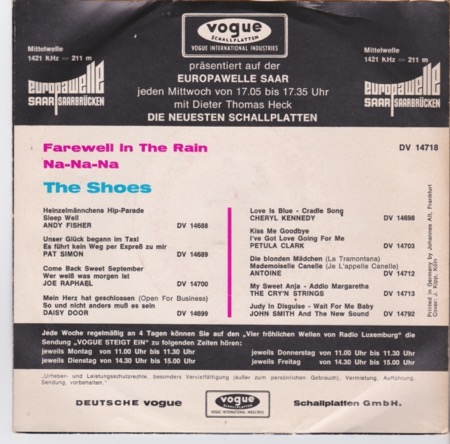 vogue
SCHALLPLATTEN
VOGUE INTERNATIONAL INDUSTRIES
Mittelwelle
1421 KHz — 211 m
europawelle
SAAR SAARBRÜCKEN
präsentiert auf der
EUROPAWELLE SAAR
jeden Mittwoch von 17.05 bis 17.35 Uhr
mit Dieter Thomas Heck
DIE NEUESTEN SCHALLPLATTEN
Mittelwelle
1421 KHz — 211 m
europawelle
SAAR SAARBRÜCKEN
Farewell In The Rain
DV 14718
Na-Na-Na
The Shoes
Heinzelmännchens Hip-Parade
Sleep Well
ANDY FISHER DV 14688
Unser Glück begann im Taxi
Es führt kein Weg per Expreß zu mir
PAT SIMON DV 14689
Come Back Sweet September
Wer weiß was morgen ist
JOE RAPHAEL DV 14700
Mein Herz hat geschlossen (Open For Business)
So und nicht anders muß es sein
DAISY DOOR DV 14699
Love Is Blue - Cradle Song
CHERYL KENNEDY DV 14698
Kiss Me Goodbye
I've Got Love Going For Me
PETULA CLARK DV 14703
Die blonden Mädchen (La Tramontana)
Mademoiselle Canelle (Je L'appelle Canelle)
ANTOINE DV 14712
My Sweet Anja - Addio Margaretha
THE CRY'N STRINGS DV 14713
Judy In Disguise - Wait For Me Baby
JOHN SMITH And The New Sound DV 14792
Printed in Germany by Johannes Alt, Frankfurt
Cover: J. Kipp, Köln
Jede Woche regelmäßig an 4 Tagen können Sie auf den „Vier fröhlichen Wellen von Radio Luxemburg" die
Sendung „VOGUE STEIGT EIN" zu folgenden Zeiten hören:
jeweils Montag von 11.00 Uhr bis 11.30 Uhr
jeweils Dienstag von 14.30 Uhr bis 15.00 Uhr
jeweils Donnerstag von 11.00 Uhr bis 11.30 Uhr
jeweils Freitag von 14.30 Uhr bis 15.00 Uhr
„Urheber- und Leistungsschutzrechte, besonders Vervielfältigung (außer zum persönlichen Gebrauch), Vermietung, Aufführung,
Sendung, vorbehalten."
DEUTSCHE vogue
vogue
SCHALLPLATTEN
VOGUE INTERNATIONAL INDUSTRIES
Schallplatten GmbH.